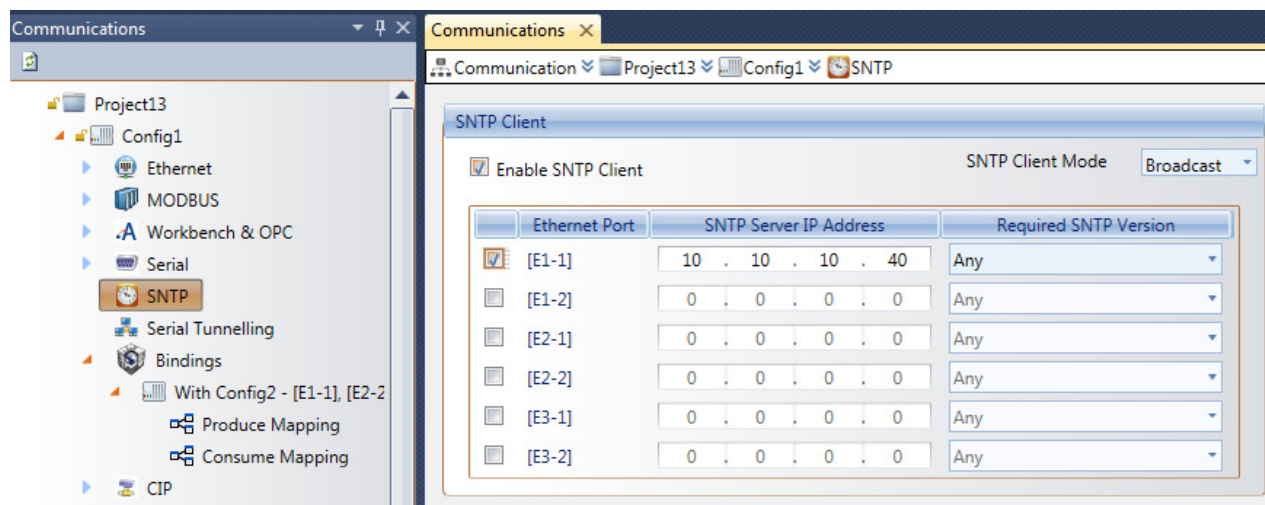 Communications
Project13
Config1
Ethernet
MODBUS
Workbench & OPC
Serial
SNTP
Serial Tunnelling
Bindings
With Config2 - [E1-1], [E2-2
Produce Mapping
Consume Mapping
CIP
Communications
Communication Project13 Config1 SNTP
SNTP Client
Enable SNTP Client SNTP Client Mode Broadcast
Ethernet Port SNTP Server IP Address Required SNTP Version
[E1-1] 10 . 10 . 10 . 40 Any
[E1-2] 0 . 0 . 0 . 0 Any
[E2-1] 0 . 0 . 0 . 0 Any
[E2-2] 0 . 0 . 0 . 0 Any
[E3-1] 0 . 0 . 0 . 0 Any
[E3-2] 0 . 0 . 0 . 0 Any